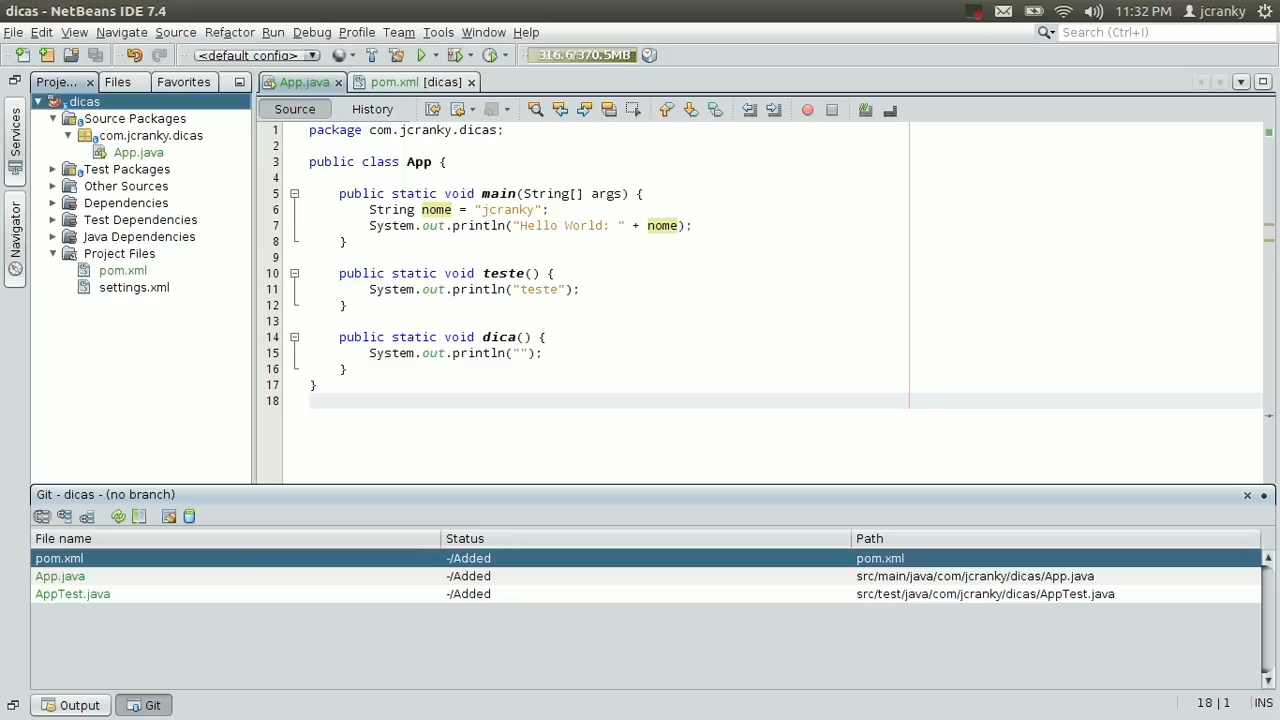 dicas - NetBeans IDE 7.4 11:32 PM jcranky
File Edit View Navigate Source Refactor Run Debug Profile Team Tools Window Help Search (Ctrl+I)
<default config> 316.6/370.5MB
Proje... Files Favorites App.java pom.xml [dicas]
Source History
Services
Navigator
dicas
Source Packages
com.jcranky.dicas
App.java
Test Packages
Other Sources
Dependencies
Test Dependencies
Java Dependencies
Project Files
pom.xml
settings.xml
1 package com.jcranky.dicas;
2
3 public class App {
4
5 public static void main(String[] args) {
6 String nome = "jcranky";
7 System.out.println("Hello World: " + nome);
8 }
9
10 public static void teste() {
11 System.out.println("teste");
12 }
13
14 public static void dica() {
15 System.out.println("");
16 }
17 }
18
Git - dicas - (no branch)
File name Status Path
pom.xml -/Added pom.xml
App.java -/Added src/main/java/com/jcranky/dicas/App.java
AppTest.java -/Added src/test/java/com/jcranky/dicas/AppTest.java
Output Git 18 | 1 INS